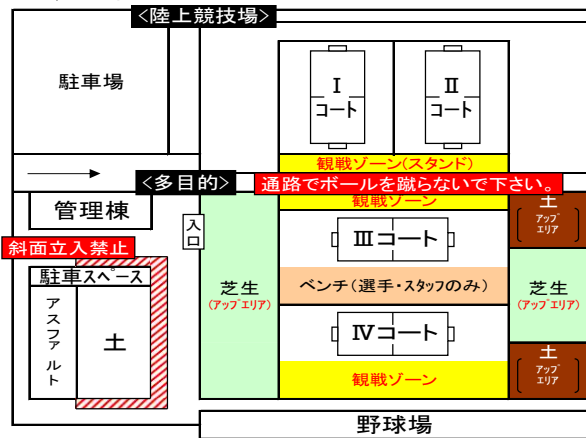 <陸上競技場>
駐車場
Ⅰ
コート
Ⅱ
コート
観戦ゾーン(スタンド)
<多目的>
通路でボールを蹴らないで下さい。
管理棟
入口
観戦ゾーン
土
アップ
エリア
斜面立入禁止
Ⅲコート
駐車スペース
アスファルト
土
芝生
(アップエリア)
ベンチ(選手・スタッフのみ)
芝生
(アップエリア)
Ⅳコート
土
アップ
エリア
観戦ゾーン
野球場